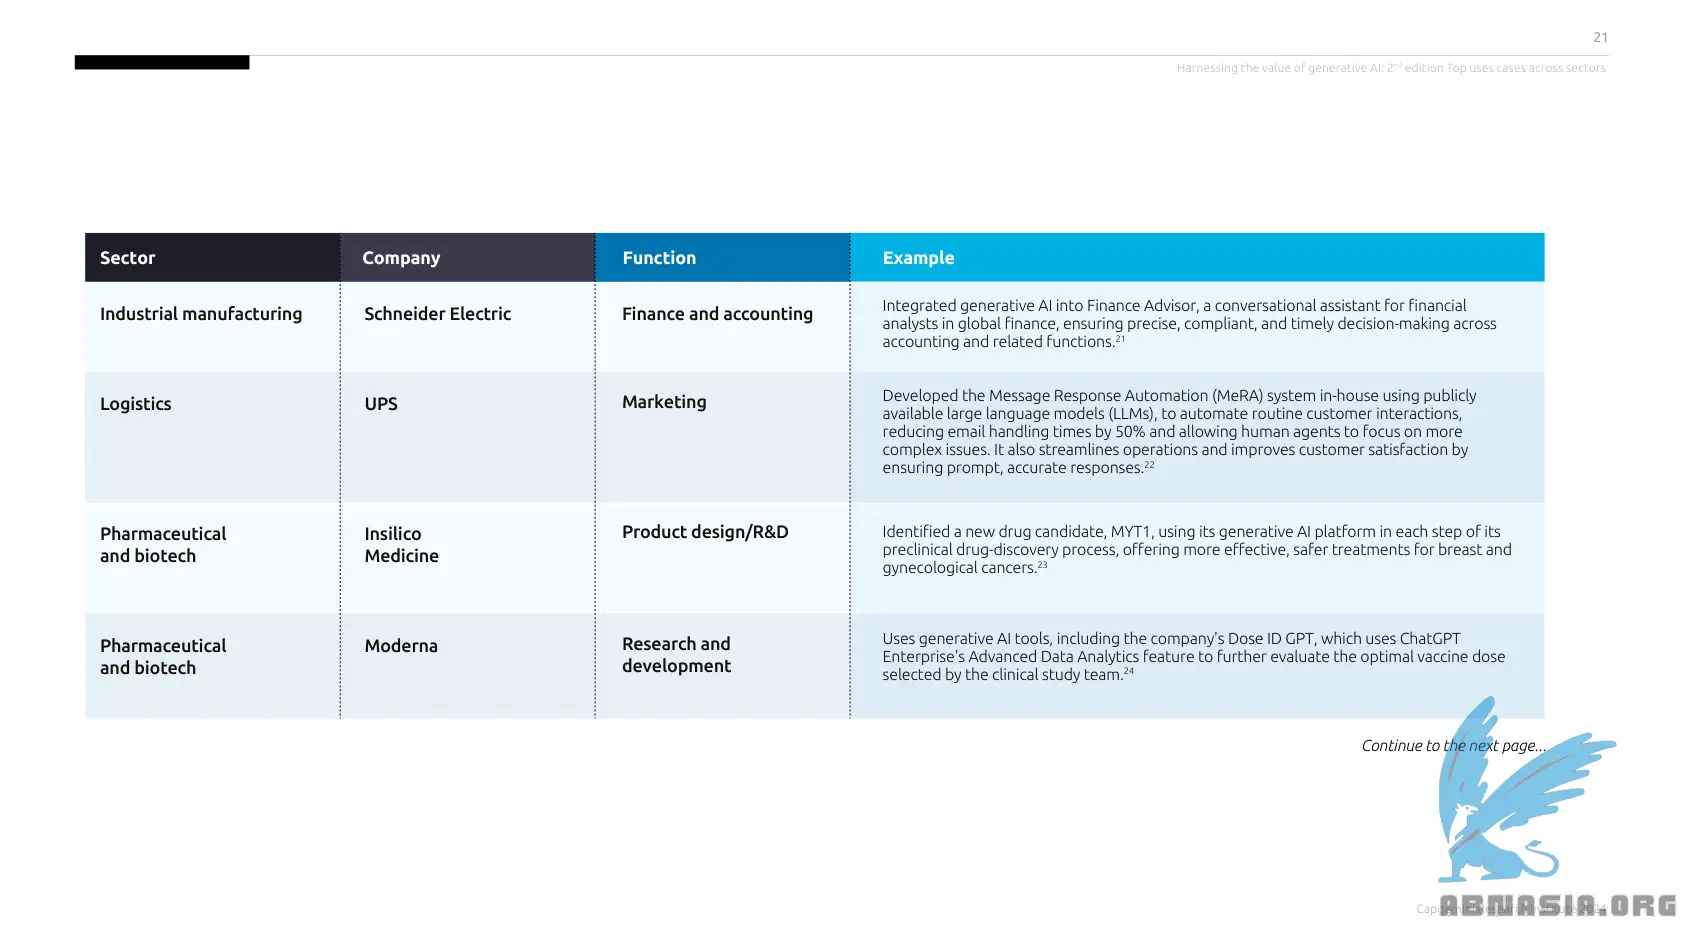 21
Harnessing the value of generative AI: 2nd edition Top uses cases across sectors
Sector
Company
Function
Example
Industrial manufacturing
Schneider Electric
Finance and accounting
Integrated generative AI into Finance Advisor, a conversational assistant for financial
analysts in global finance, ensuring precise, compliant, and timely decision-making across
accounting and related functions.21
Logistics
UPS
Marketing
Developed the Message Response Automation (MeRA) system in-house using publicly
available large language models (LLMs), to automate routine customer interactions,
reducing email handling times by 50% and allowing human agents to focus on more
complex issues. It also streamlines operations and improves customer satisfaction by
ensuring prompt, accurate responses.22
Pharmaceutical
and biotech
Insilico
Medicine
Product design/R&D
Identified a new drug candidate, MYT1, using its generative AI platform in each step of its
preclinical drug-discovery process, offering more effective, safer treatments for breast and
gynecological cancers.23
Pharmaceutical
and biotech
Moderna
Research and
development
Uses generative AI tools, including the company's Dose ID GPT, which uses ChatGPT
Enterprise's Advanced Data Analytics feature to further evaluate the optimal vaccine dose
selected by the clinical study team.24
Continue to the next page...
ABNASIA.ORG